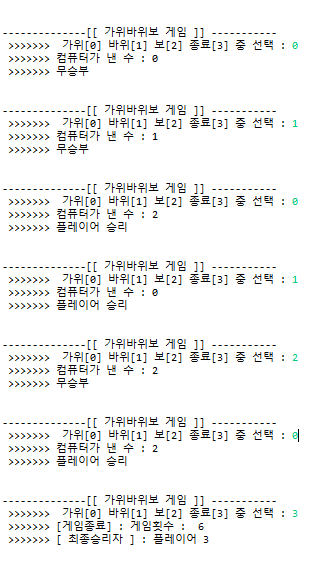 --------------[[ 가위바위보 게임 ]] -----------
>>>>>>>  가위[0] 바위[1] 보[2] 종료[3] 중 선택 : 0
>>>>>>> 컴퓨터가 낸 수 : 0
>>>>>>> 무승부
--------------[[ 가위바위보 게임 ]] -----------
>>>>>>>  가위[0] 바위[1] 보[2] 종료[3] 중 선택 : 1
>>>>>>> 컴퓨터가 낸 수 : 1
>>>>>>> 무승부
--------------[[ 가위바위보 게임 ]] -----------
>>>>>>>  가위[0] 바위[1] 보[2] 종료[3] 중 선택 : 0
>>>>>>> 컴퓨터가 낸 수 : 2
>>>>>>> 플레이어 승리
--------------[[ 가위바위보 게임 ]] -----------
>>>>>>>  가위[0] 바위[1] 보[2] 종료[3] 중 선택 : 1
>>>>>>> 컴퓨터가 낸 수 : 0
>>>>>>> 플레이어 승리
--------------[[ 가위바위보 게임 ]] -----------
>>>>>>>  가위[0] 바위[1] 보[2] 종료[3] 중 선택 : 2
>>>>>>> 컴퓨터가 낸 수 : 2
>>>>>>> 무승부
--------------[[ 가위바위보 게임 ]] -----------
>>>>>>>  가위[0] 바위[1] 보[2] 종료[3] 중 선택 : 0
>>>>>>> 컴퓨터가 낸 수 : 2
>>>>>>> 플레이어 승리
--------------[[ 가위바위보 게임 ]] -----------
>>>>>>>  가위[0] 바위[1] 보[2] 종료[3] 중 선택 : 3
>>>>>>> [게임종료] : 게임횟수 :  6
>>>>>>> [ 최종승리자 ] : 플레이어 3